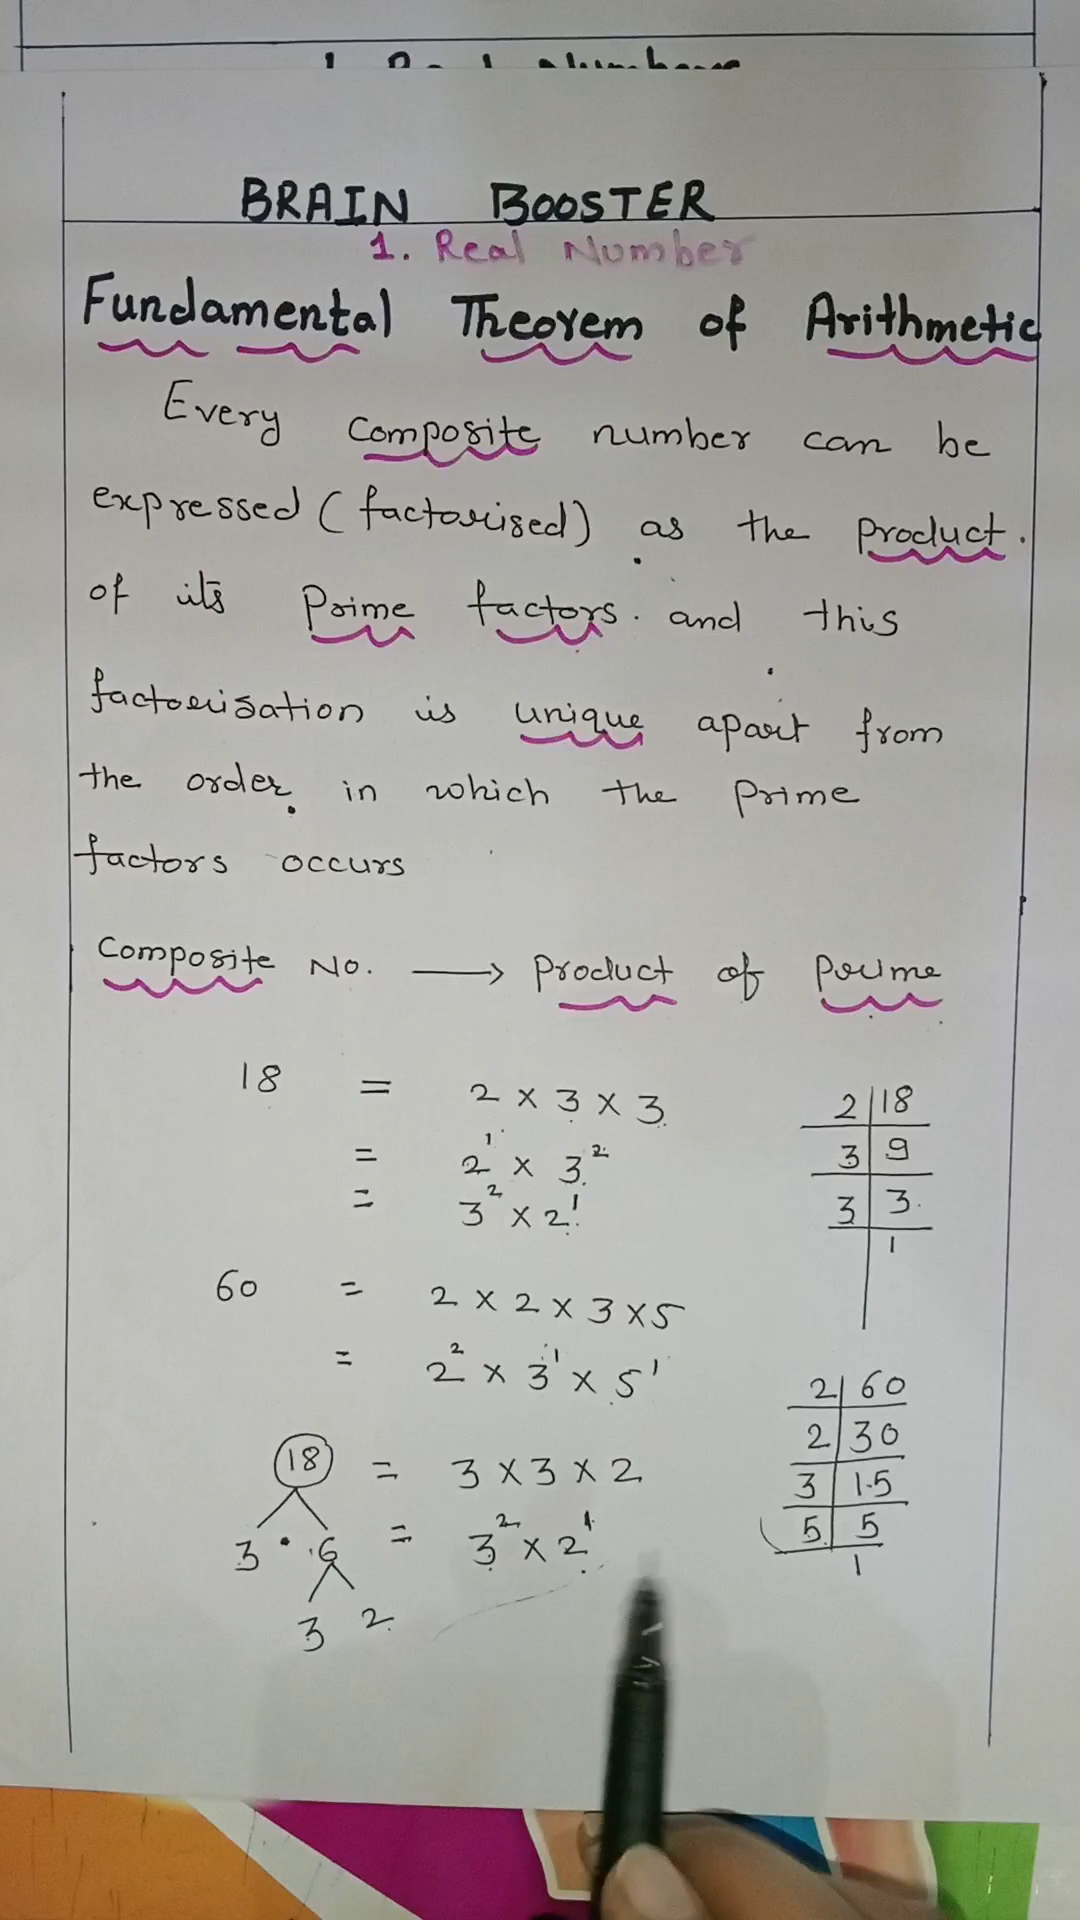 BRAIN BOOSTER
1. Real Number
Fundamental Theorem of Arithmetic
Every composite number can be
expressed (factorised) as the product.
of its Prime factors. and this
factorisation is unique apart from
the order in which the prime
factors occurs
Composite No. → product of prime
18 = 2 × 3 × 3
= 2¹ × 3²
= 3² × 2¹
2 | 18
3 | 9
3 | 3
1
60 = 2 × 2 × 3 × 5
= 2² × 3¹ × 5¹
2 | 60
2 | 30
3 | 15
5 | 5
1
18 = 3 × 3 × 2
3 · 6 = 3² × 2¹
3 2